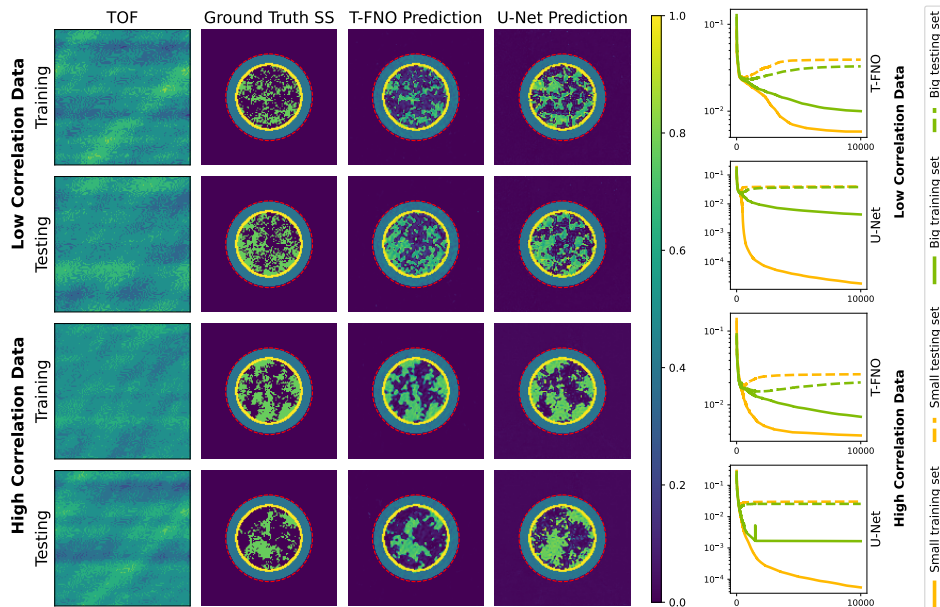 TOF
Ground Truth SS
T-FNO Prediction
U-Net Prediction
Low Correlation Data
Training
Testing
High Correlation Data
Training
Testing
1.0
0.8
0.6
0.4
0.2
0.0
10⁻¹
10⁻²
0
10000
T-FNO
10⁻¹
10⁻²
10⁻³
10⁻⁴
0
10000
U-Net
Low Correlation Data
10⁻¹
10⁻²
0
10000
T-FNO
10⁻¹
10⁻²
10⁻³
10⁻⁴
0
10000
U-Net
High Correlation Data
Small training set
Small testing set
Big training set
Big testing set